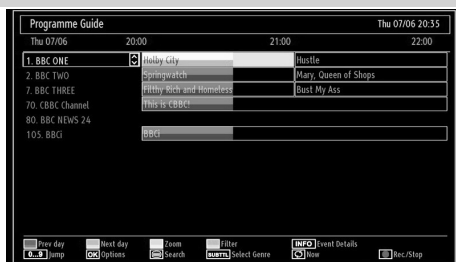 Programme Guide Thu 07/06 20:35
Thu 07/06 20:00 21:00 22:00
1. BBC ONE Holby City Hustle
2. BBC TWO Springwatch Mary, Queen of Shops
7. BBC THREE Filthy Rich and Homeless Bust My Ass
70. CBBC Channel This is CBBC!
80. BBC NEWS 24
105. BBCi BBCi
Prev day Next day Zoom Filter INFO Event Details
0...9 Jump OK Options Search SUBTTL Select Genre Now Rec./Stop